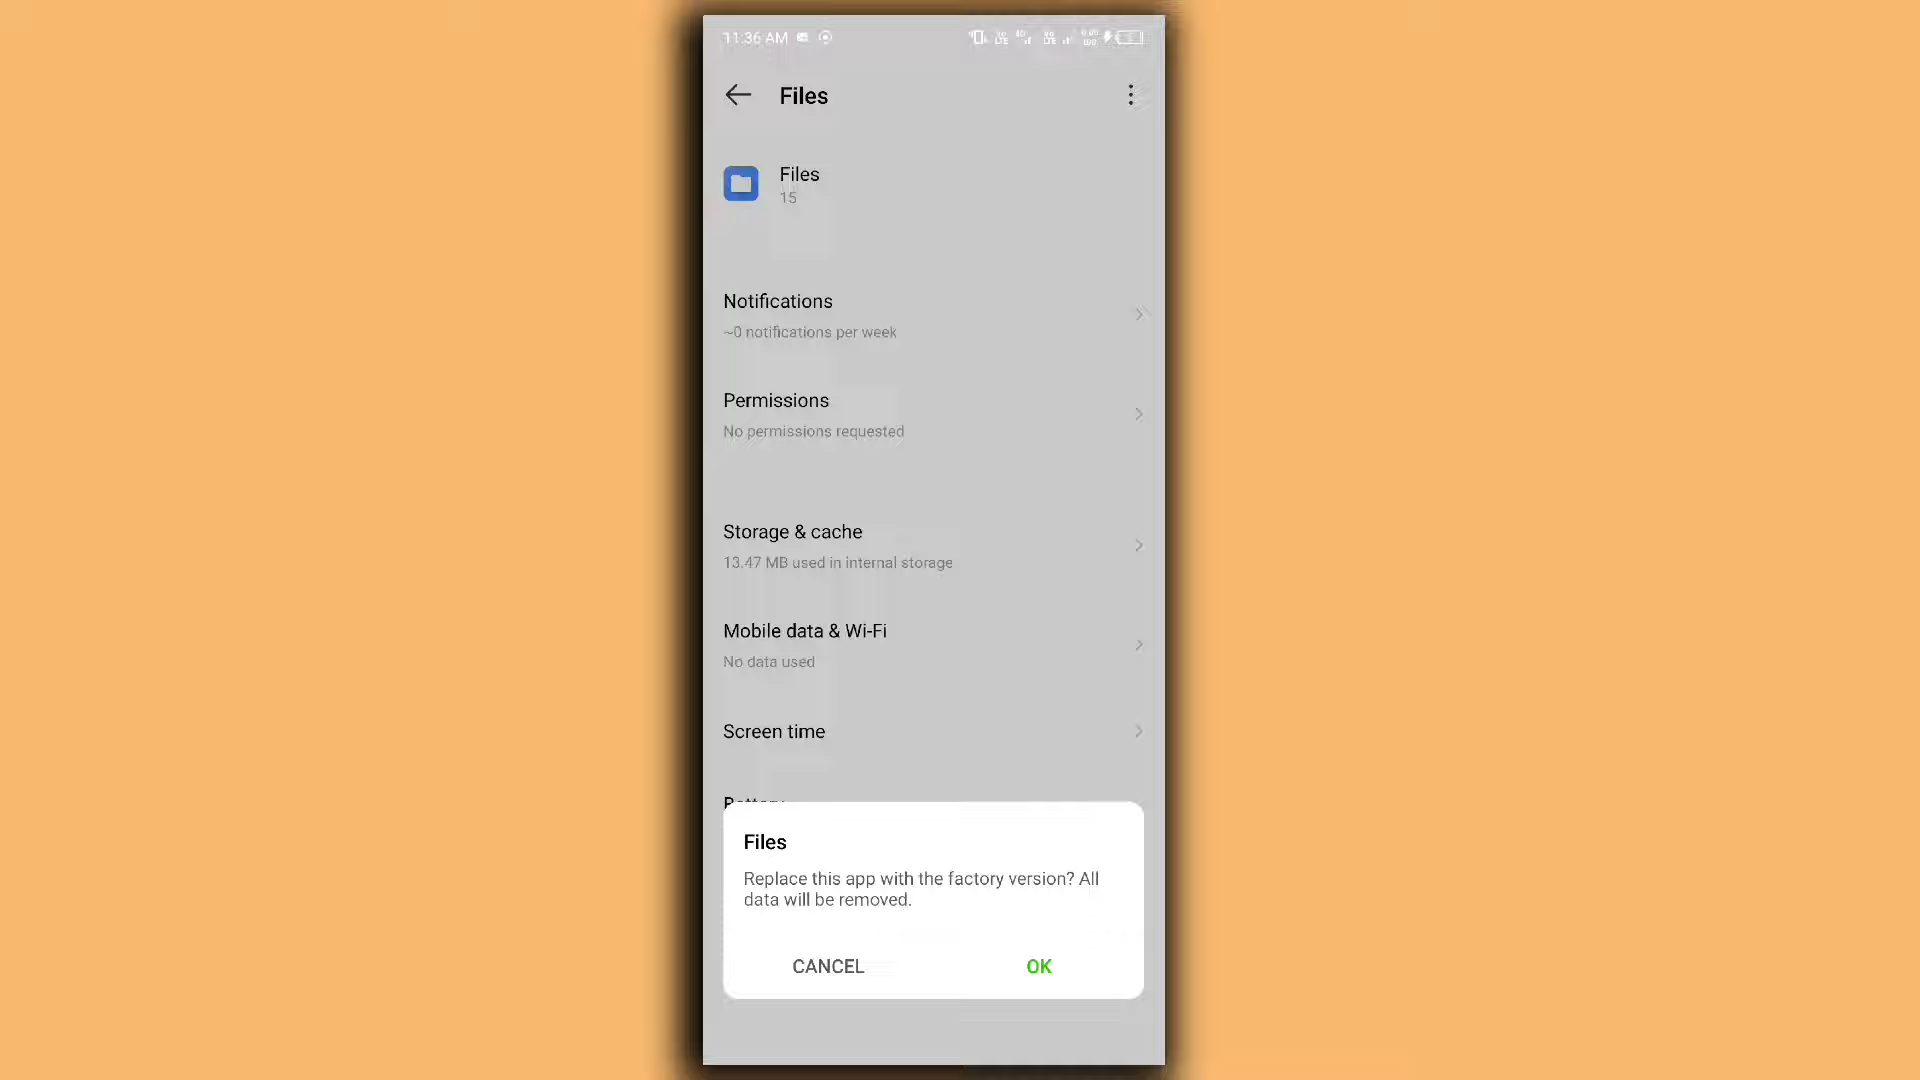 11:36 AM
Files
Files
15
Notifications
~0 notifications per week
Permissions
No permissions requested
Storage & cache
13.47 MB used in internal storage
Mobile data & Wi-Fi
No data used
Screen time
Files
Replace this app with the factory version? All
data will be removed.
CANCEL OK